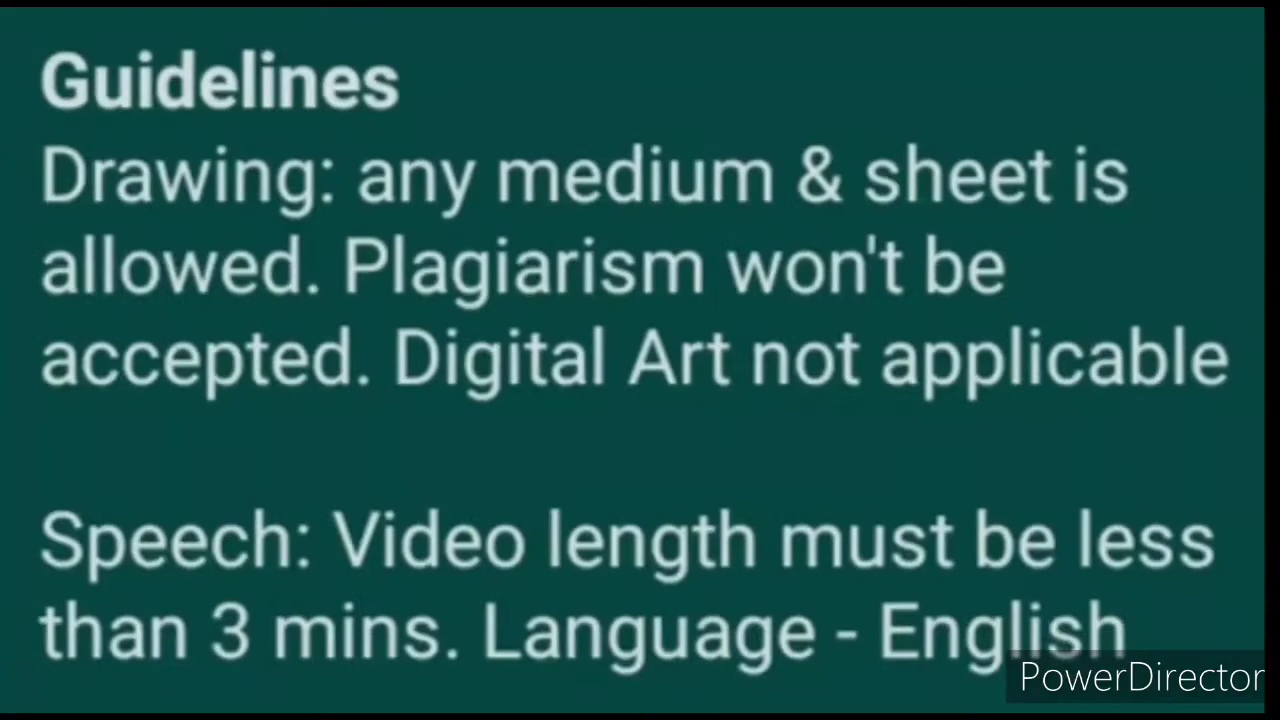 Guidelines
Drawing: any medium & sheet is
allowed. Plagiarism won't be
accepted. Digital Art not applicable
Speech: Video length must be less
than 3 mins. Language - English
PowerDirector